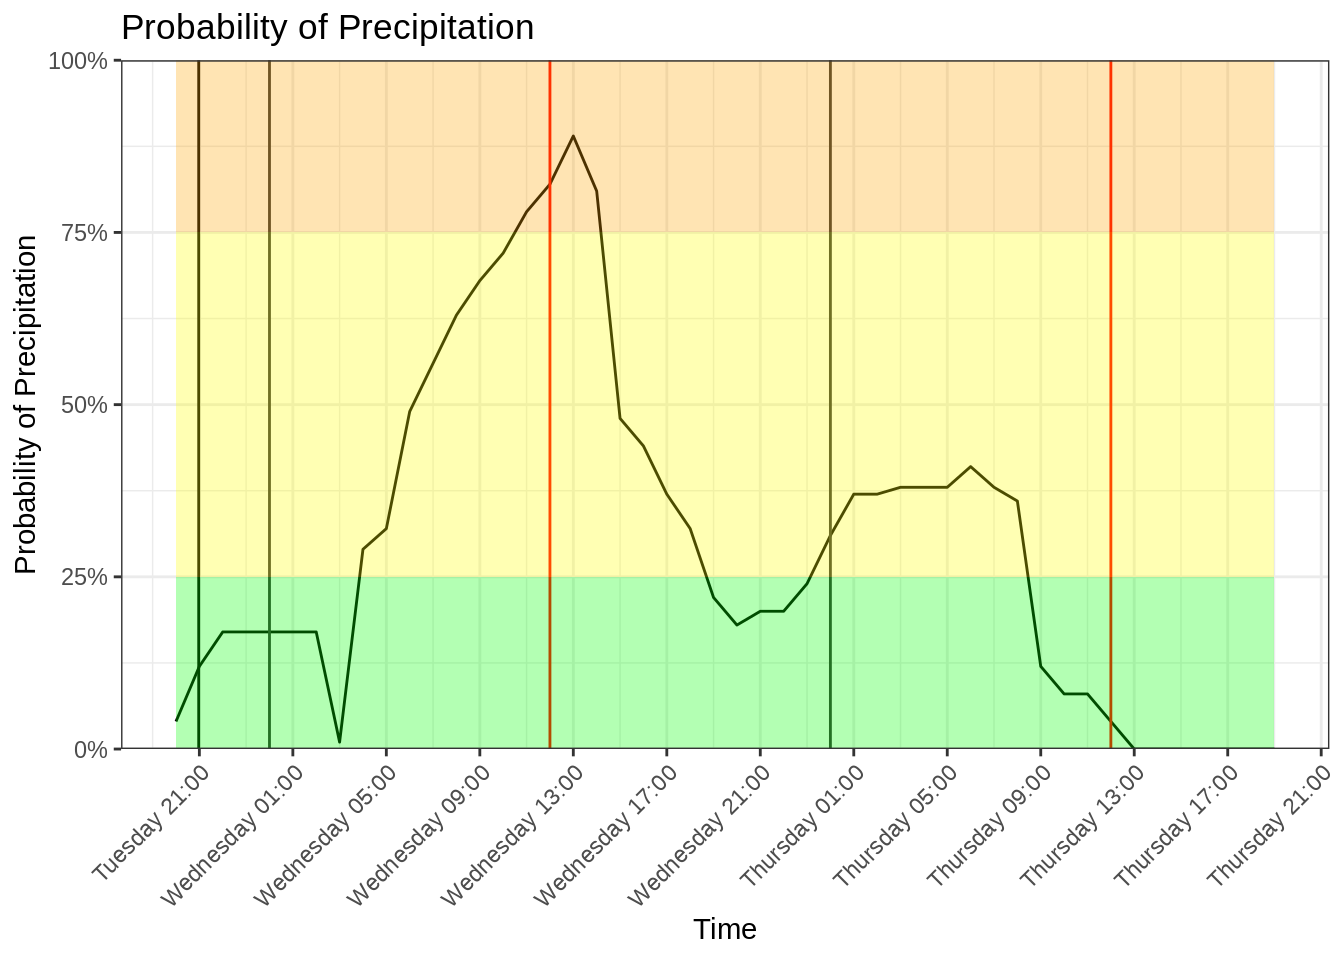 Probability of Precipitation
Probability of Precipitation
100%
75%
50%
25%
0%
Tuesday 21:00
Wednesday 01:00
Wednesday 05:00
Wednesday 09:00
Wednesday 13:00
Wednesday 17:00
Wednesday 21:00
Thursday 01:00
Thursday 05:00
Thursday 09:00
Thursday 13:00
Thursday 17:00
Thursday 21:00
Time